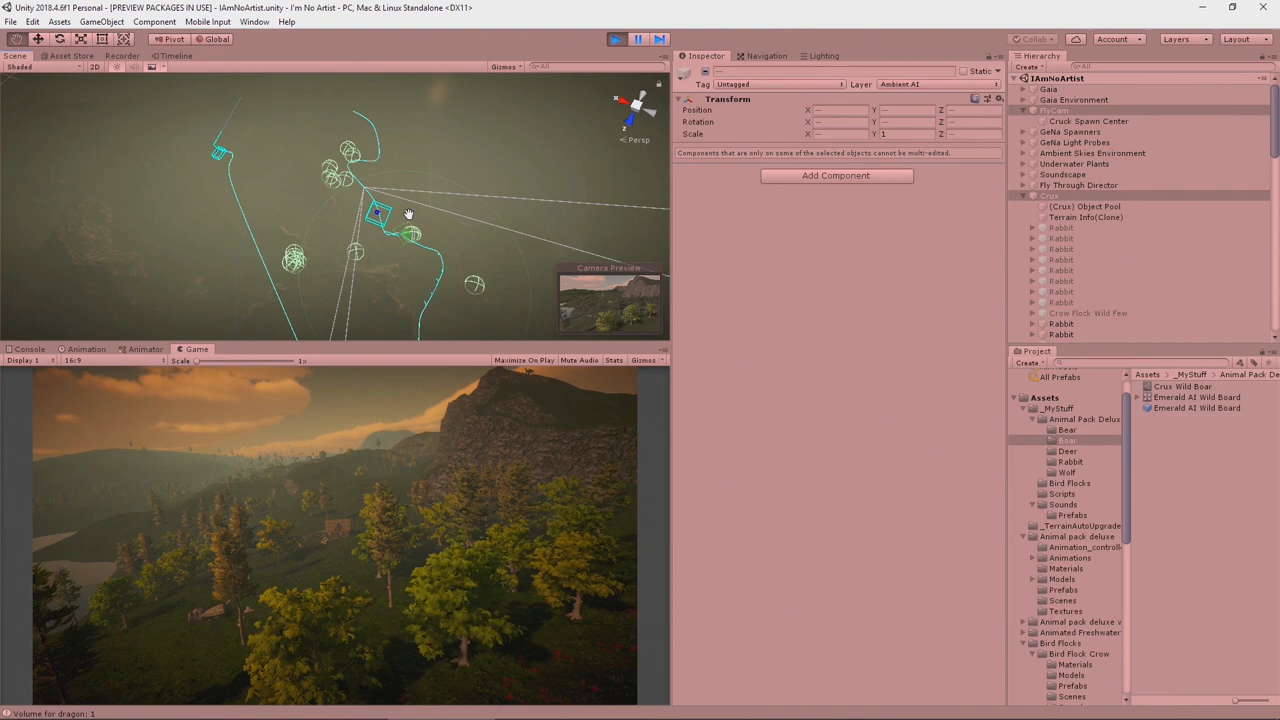 Unity 2018.4.6f1 Personal - [PREVIEW PACKAGES IN USE] - IAmNoArtist.unity - I'm No Artist - PC, Mac & Linux Standalone <DX11>
File Edit Assets GameObject Component Mobile Input Window Help
Pivot Global Collab Account Layers Layout
Scene Asset Store Recorder Timeline
Shaded 2D Gizmos All
x
z
Persp
Camera Preview
Console Animation Animator Game
Display 1 16:9 Scale 1x Maximize On Play Mute Audio Stats Gizmos
Volume for dragon: 1
Inspector Navigation Lighting
— Static
Tag Untagged Layer Ambient AI
Transform
Position X — Y — Z —
Rotation X — Y — Z —
Scale X — Y 1 Z —
Components that are only on some of the selected objects cannot be multi-edited.
Add Component
Hierarchy
Create All
IAmNoArtist
Gaia
Gaia Environment
FlyCam
Cruck Spawn Center
GeNa Spawners
GeNa Light Probes
Ambient Skies Environment
Underwater Plants
Soundscape
Fly Through Director
Crux
(Crux) Object Pool
Terrain Info(Clone)
Rabbit
Rabbit
Rabbit
Rabbit
Rabbit
Rabbit
Rabbit
Rabbit
Crow Flock Wild Few
Rabbit
Rabbit
Project
Create
All Prefabs
Assets
_MyStuff
Animal Pack Delux
Bear
Boar
Deer
Rabbit
Wolf
Bird Flocks
Scripts
Sounds
Prefabs
_TerrainAutoUpgrade
Animal pack deluxe
Animation_controll
Animations
Materials
Models
Prefabs
Scenes
Textures
Animal pack deluxe v
Animated Freshwater
Bird Flocks
Bird Flock Crow
Materials
Models
Prefabs
Scenes
Assets _MyStuff Animal Pack De
Crux Wild Boar
Emerald AI Wild Board
Emerald AI Wild Board